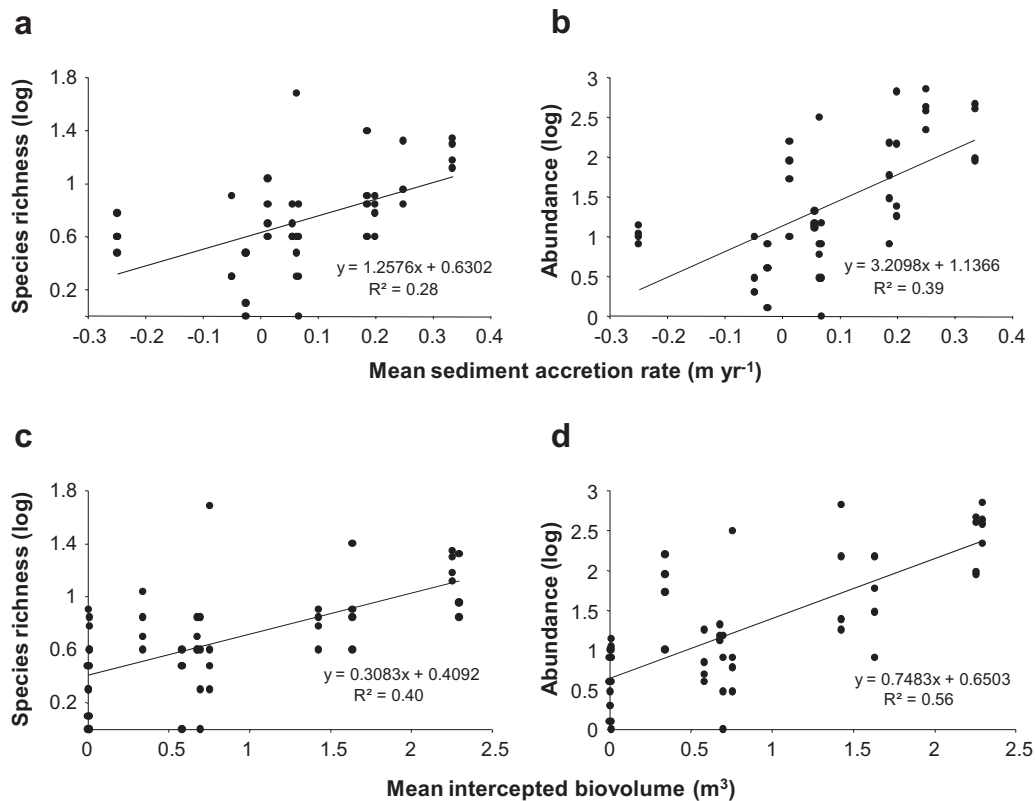 a
b
Species richness (log)
1.8
1.4
1
0.6
0.2
-0.3
-0.2
-0.1
0
0.1
0.2
0.3
0.4
y = 1.2576x + 0.6302
R² = 0.28
Abundance (log)
3
2.5
2
1.5
1
0.5
0
-0.3
-0.2
-0.1
0
0.1
0.2
0.3
0.4
y = 3.2098x + 1.1366
R² = 0.39
Mean sediment accretion rate (m yr⁻¹)
c
d
Species richness (log)
1.8
1.4
1
0.6
0.2
0
0.5
1
1.5
2
2.5
y = 0.3083x + 0.4092
R² = 0.40
Abundance (log)
3
2.5
2
1.5
1
0.5
0
0
0.5
1
1.5
2
2.5
y = 0.7483x + 0.6503
R² = 0.56
Mean intercepted biovolume (m³)